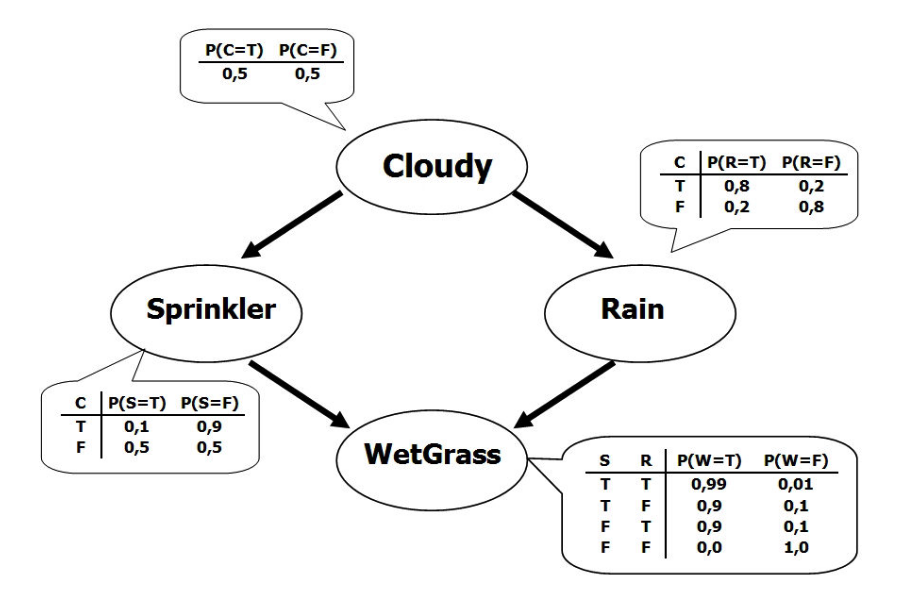 P(C=T) P(C=F)
0,5 0,5
Cloudy
C P(R=T) P(R=F)
T 0,8 0,2
F 0,2 0,8
Sprinkler
Rain
C P(S=T) P(S=F)
T 0,1 0,9
F 0,5 0,5
WetGrass
S R P(W=T) P(W=F)
T T 0,99 0,01
T F 0,9 0,1
F T 0,9 0,1
F F 0,0 1,0